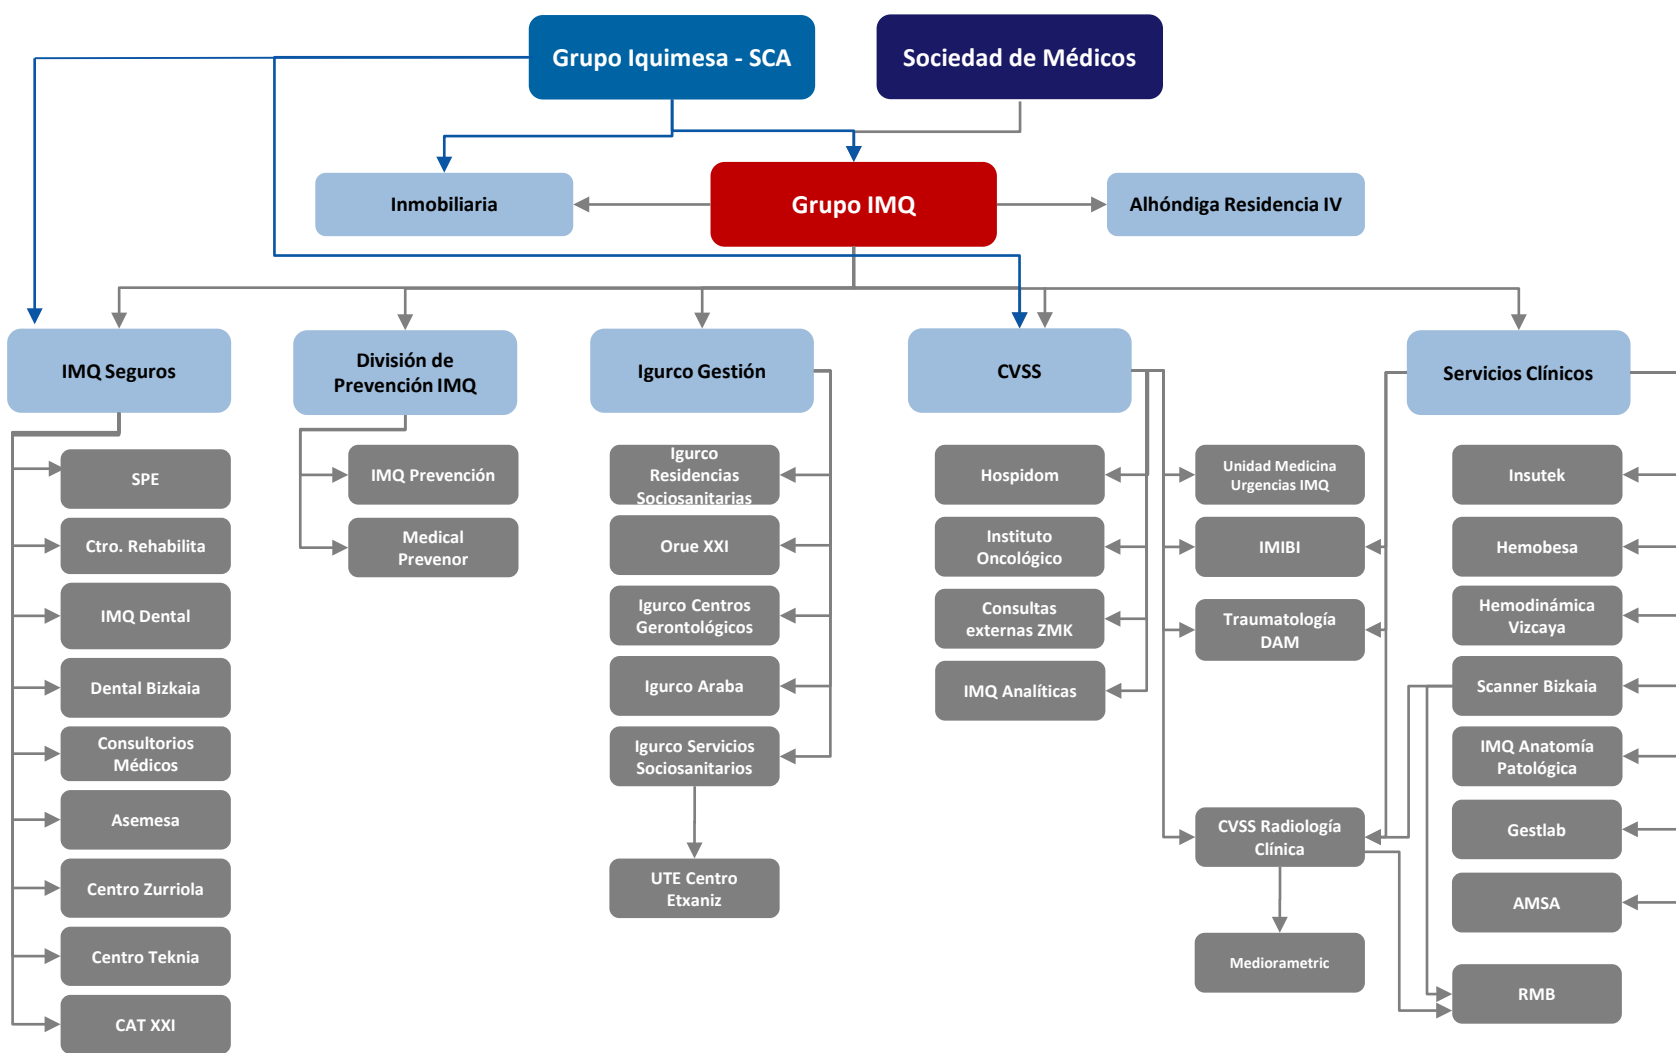 Grupo Iquimesa - SCA
Sociedad de Médicos
Inmobiliaria
Grupo IMQ
Alhóndiga Residencia IV
IMQ Seguros
División de
Prevención IMQ
Igurco Gestión
CVSS
Servicios Clínicos
SPE
Ctro. Rehabilita
IMQ Dental
Dental Bizkaia
Consultorios
Médicos
Asemesa
Centro Zurriola
Centro Teknia
CAT XXI
IMQ Prevención
Medical
Prevenor
Igurco
Residencias
Sociosanitarias
Orue XXI
Igurco Centros
Gerontológicos
Igurco Araba
Igurco Servicios
Sociosanitarios
UTE Centro
Etxaniz
Hospidom
Instituto
Oncológico
Consultas
externas ZMK
IMQ Analíticas
Unidad Medicina
Urgencias IMQ
IMIBI
Traumatología
DAM
CVSS Radiología
Clínica
Mediorametric
Insutek
Hemobesa
Hemodinámica
Vizcaya
Scanner Bizkaia
IMQ Anatomía
Patológica
Gestlab
AMSA
RMB